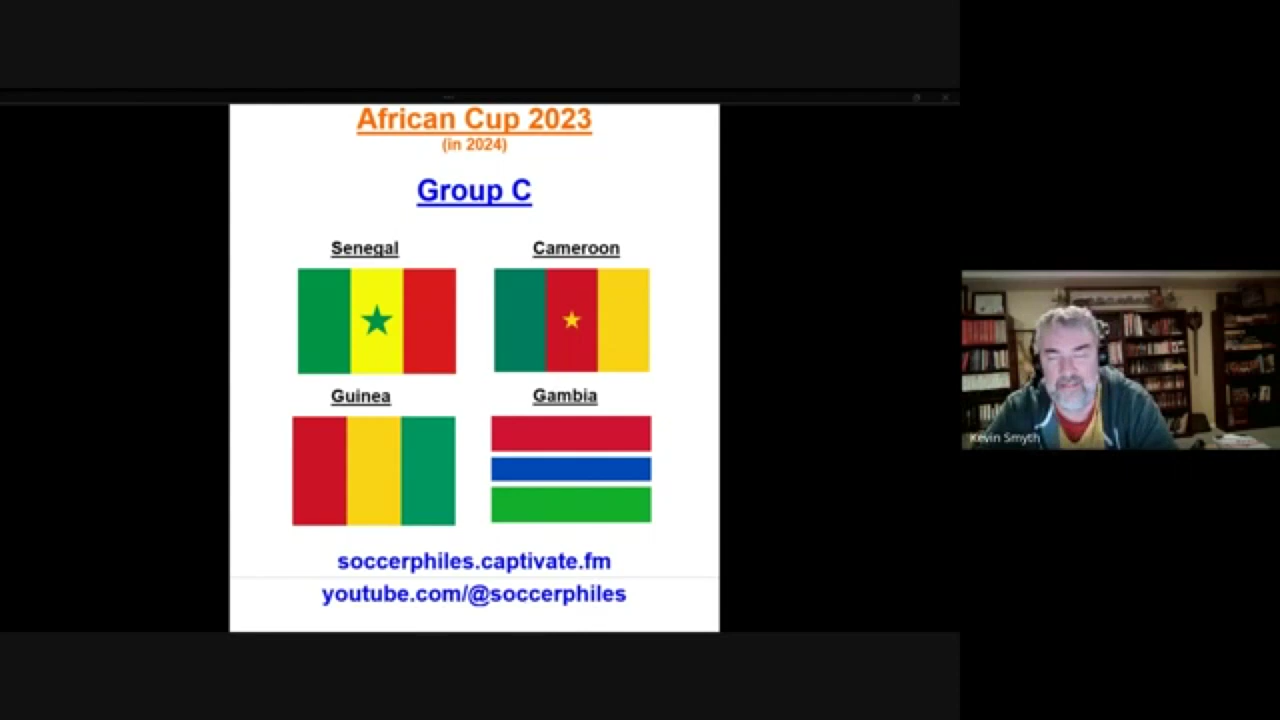 African Cup 2023
(in 2024)
Group C
Senegal
Cameroon
Guinea
Gambia
soccerphiles.captivate.fm
youtube.com/@soccerphiles
Kevin Smyth